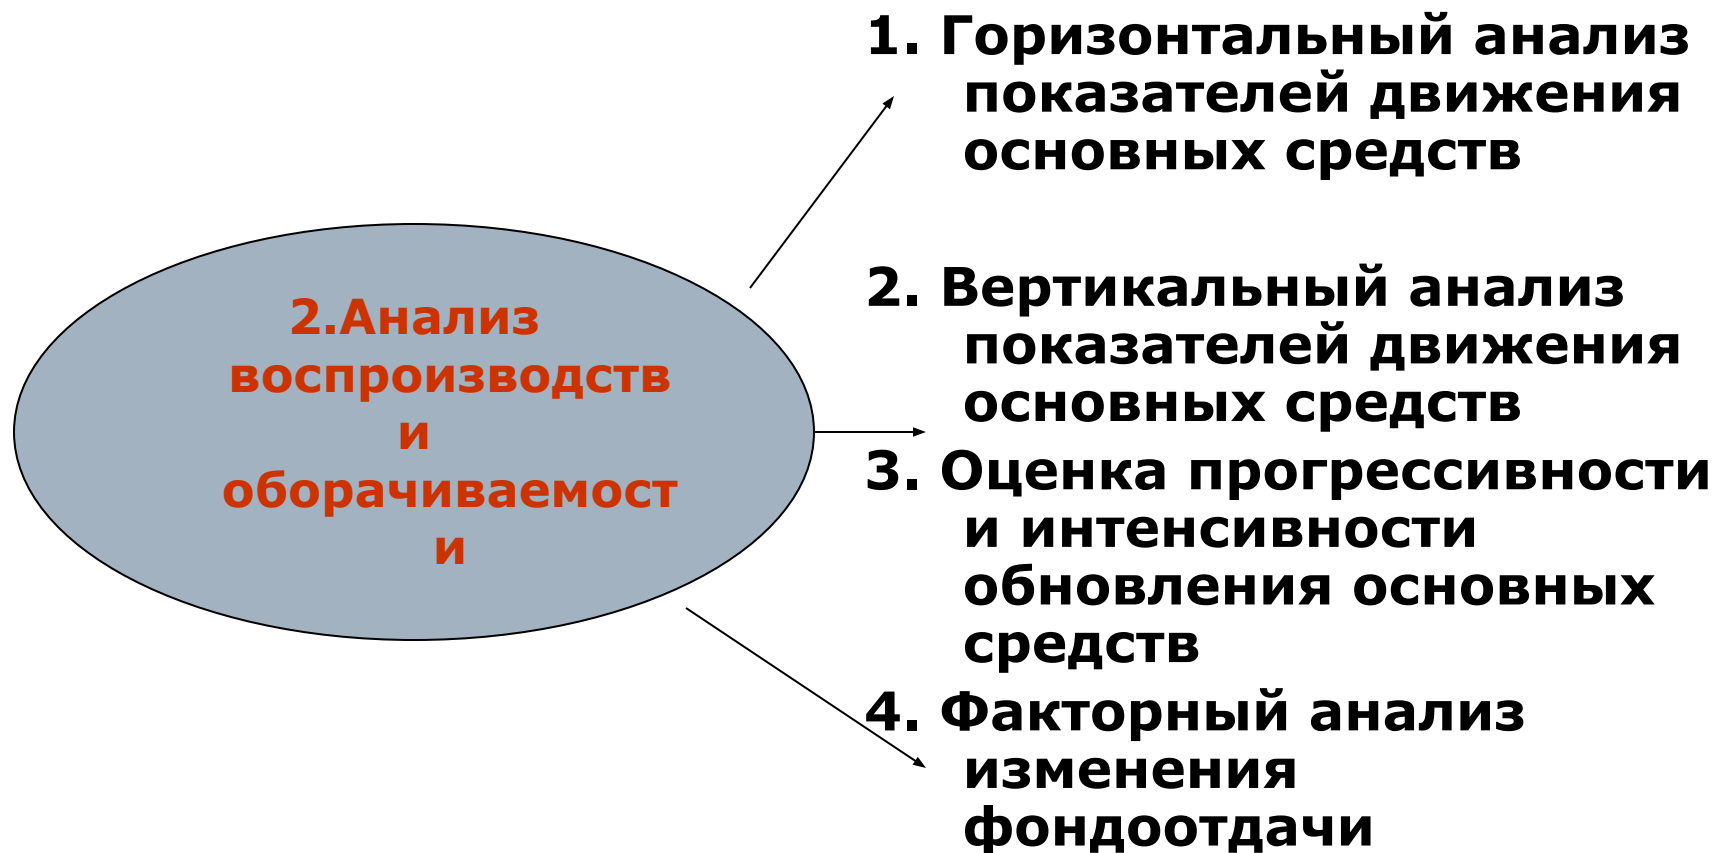 2.Анализ
воспроизводств
и
оборачиваемост
и
1. Горизонтальный анализ
показателей движения
основных средств
2. Вертикальный анализ
показателей движения
основных средств
3. Оценка прогрессивности
и интенсивности
обновления основных
средств
4. Факторный анализ
изменения
фондоотдачи